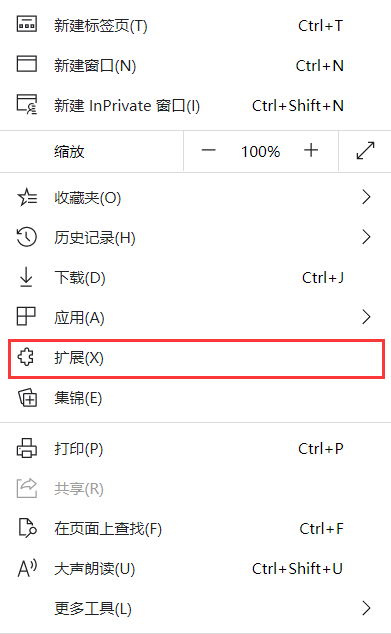 新建标签页(T) Ctrl+T
新建窗口(N) Ctrl+N
新建 InPrivate 窗口(I) Ctrl+Shift+N
缩放 — 100% +
收藏夹(O)
历史记录(H)
下载(D) Ctrl+J
应用(A)
扩展(X)
集锦(E)
打印(P) Ctrl+P
共享(R)
在页面上查找(F) Ctrl+F
大声朗读(U) Ctrl+Shift+U
更多工具(L)